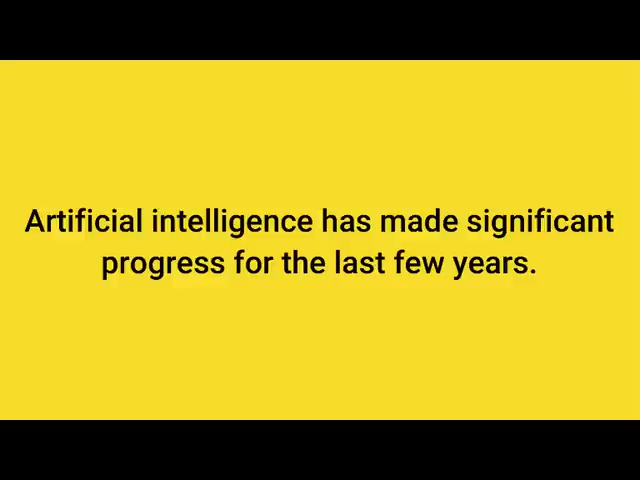 Artificial intelligence has made significant
progress for the last few years.